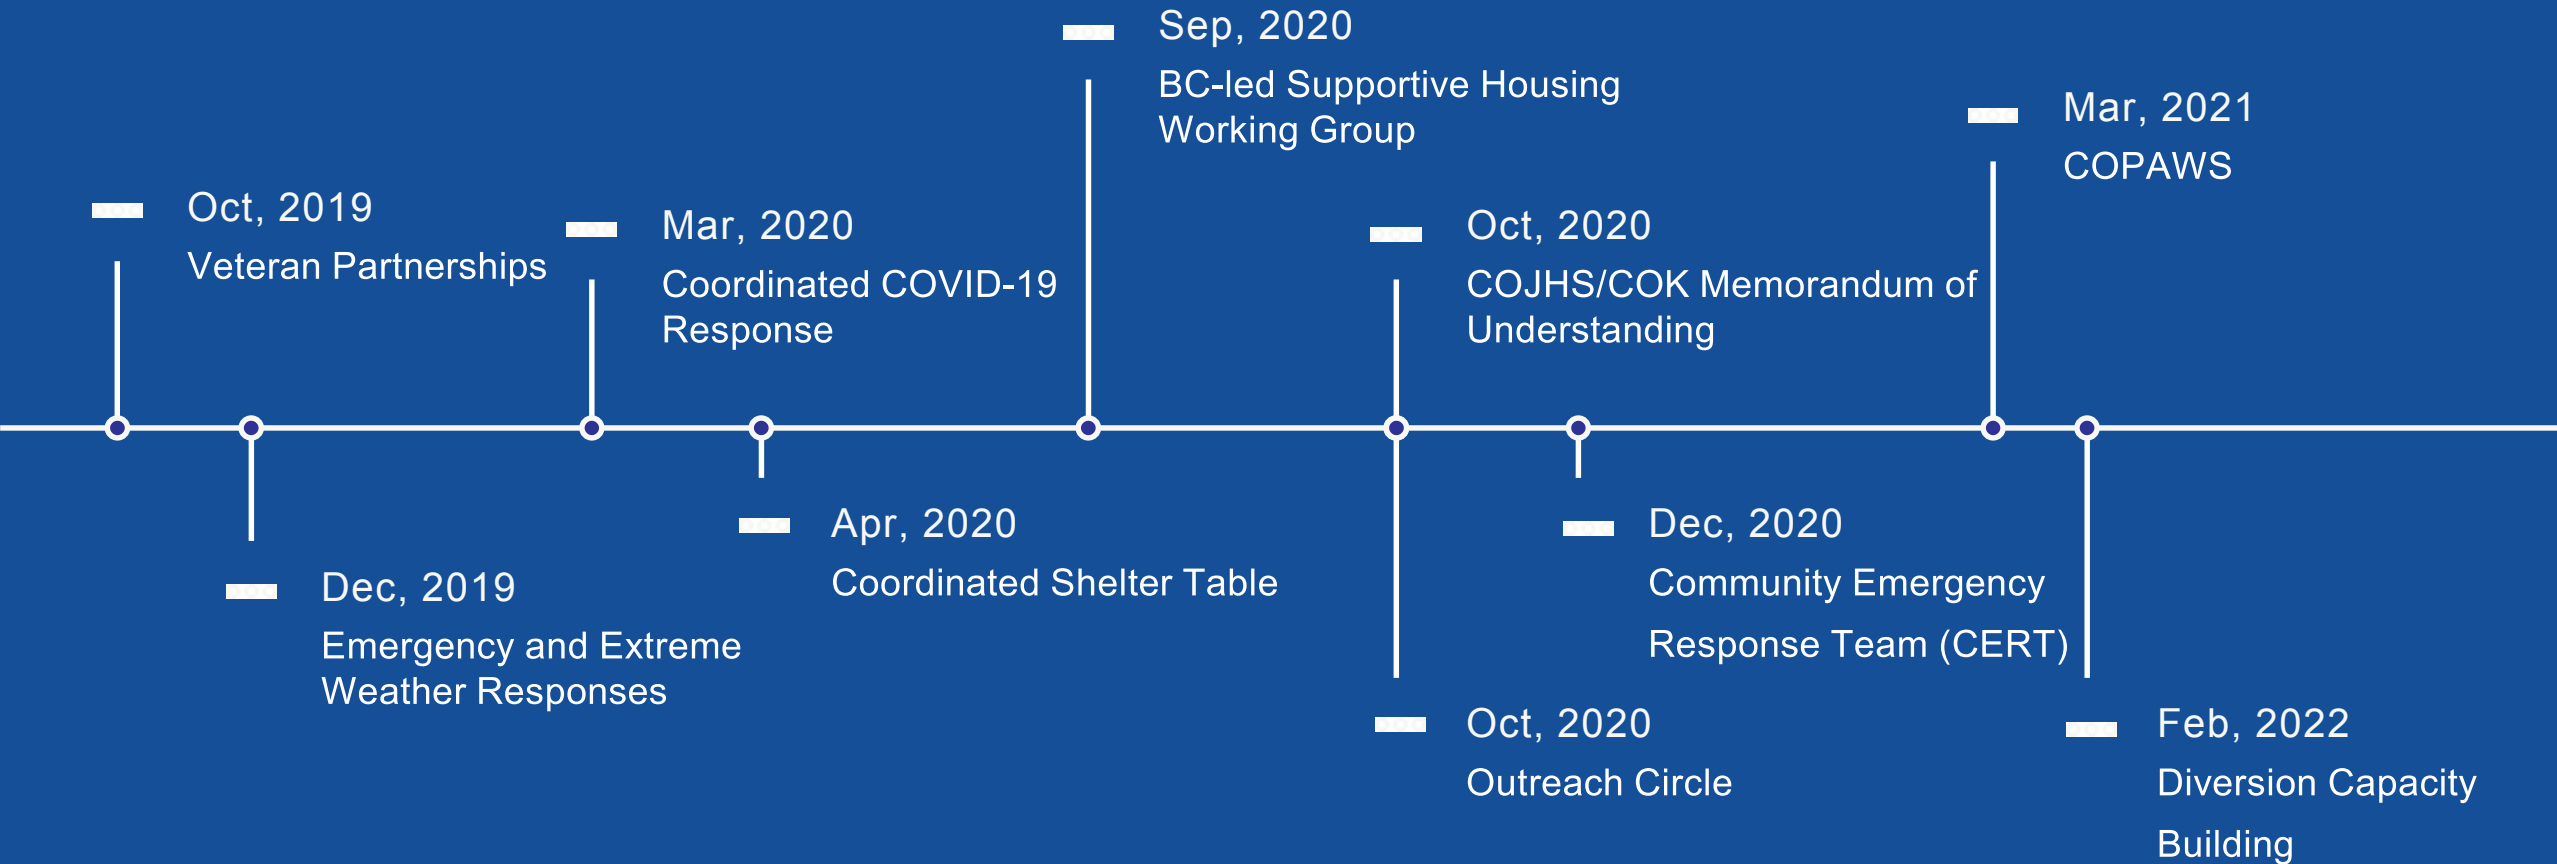 Oct, 2019
Veteran Partnerships
Dec, 2019
Emergency and Extreme
Weather Responses
Mar, 2020
Coordinated COVID-19
Response
Apr, 2020
Coordinated Shelter Table
Sep, 2020
BC-led Supportive Housing
Working Group
Oct, 2020
COJHS/COK Memorandum of
Understanding
Oct, 2020
Outreach Circle
Dec, 2020
Community Emergency
Response Team (CERT)
Mar, 2021
COPAWS
Feb, 2022
Diversion Capacity
Building